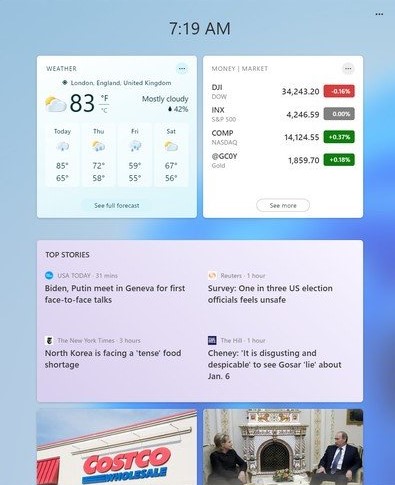 7:19 AM
WEATHER
London, England, United Kingdom
83 °F
°C
Mostly cloudy
42%
Today Thu Fri Sat
85° 72° 59° 67°
65° 58° 55° 56°
See full forecast
MONEY | MARKET
DJI 34,243.20 -0.16%
DOW
INX 4,246.59 0.00%
S&P 500
COMP 14,124.55 +0.37%
NASDAQ
@GC0Y 1,859.70 +0.18%
Gold
See more
TOP STORIES
USA TODAY · 31 mins
Biden, Putin meet in Geneva for first
face-to-face talks
Reuters · 1 hour
Survey: One in three US election
officials feels unsafe
The New York Times · 3 hours
North Korea is facing a 'tense' food
shortage
The Hill · 1 hour
Cheney: 'It is disgusting and
despicable' to see Gosar 'lie' about
Jan. 6
COSTCO
WHOLESALE